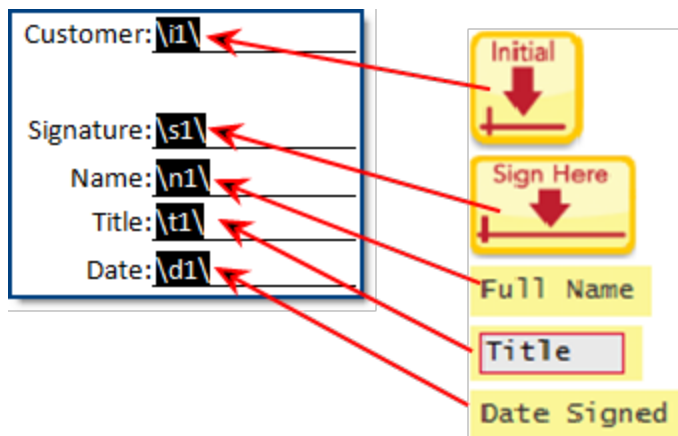 Customer: \i1\
Signature: \s1\
Name: \n1\
Title: \t1\
Date: \d1\
Initial
Sign Here
Full Name
Title
Date Signed